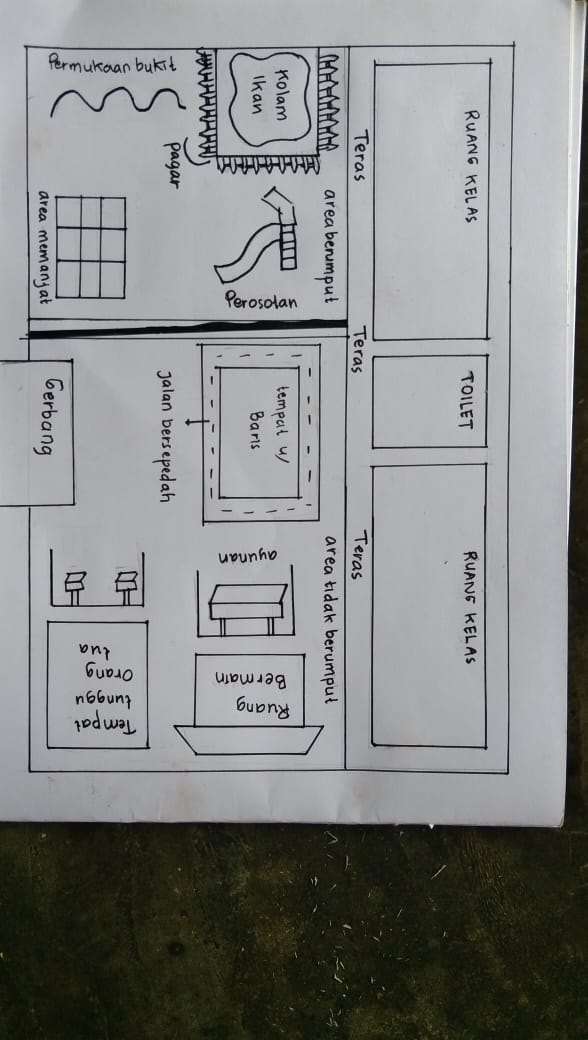 RUANG KELAS
TOILET
RUANG KELAS
Teras
Teras
Teras
area berumput
area tidak berumput
Kolam
Ikan
Perosotan
tempat u/
Baris
ayunan
Ruang
Bermain
pagar
Jalan bersepedah
Permukaan bukit
area memanjat
Gerbang
Tempat
tunggu
Orang
tua